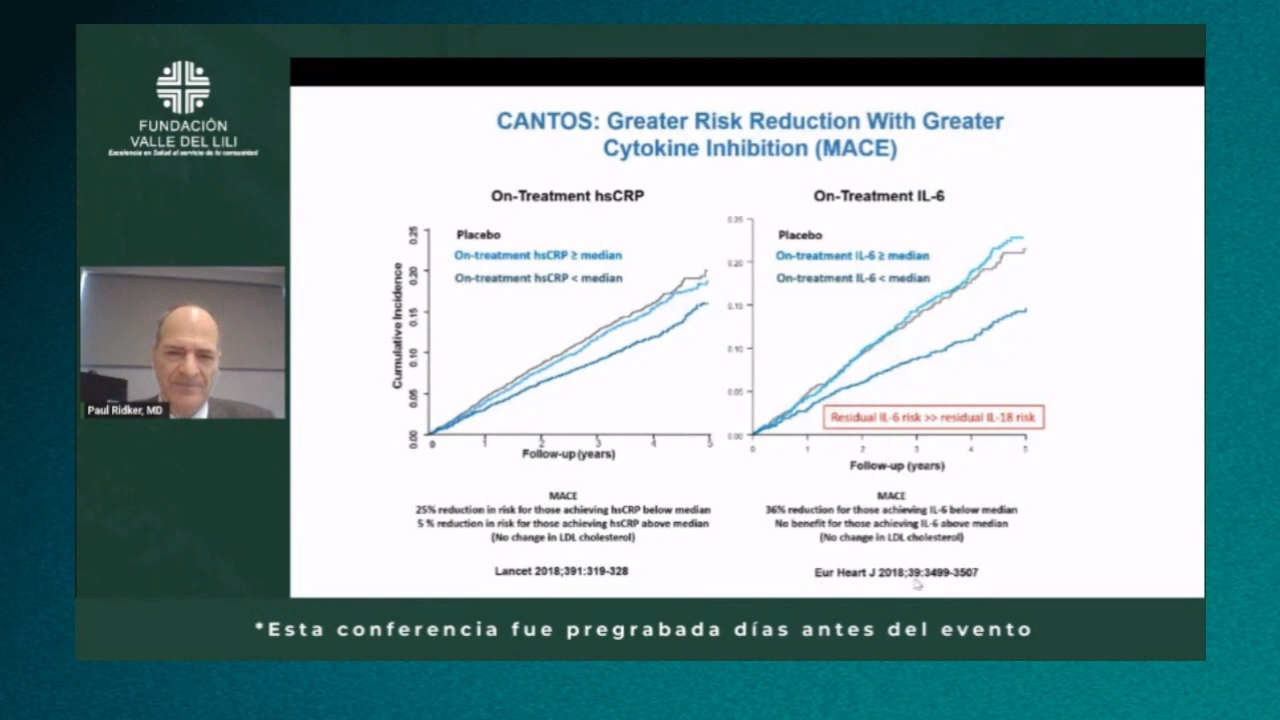 FUNDACIÓN
VALLE DEL LILI
Excelencia en Salud al servicio de la comunidad
Paul Ridker, MD
CANTOS: Greater Risk Reduction With Greater
Cytokine Inhibition (MACE)
On-Treatment hsCRP
Placebo
On-treatment hsCRP ≥ median
On-treatment hsCRP < median
Cumulative Incidence
0.25
0.20
0.15
0.10
0.05
0.00
0 1 2 3 4 5
Follow-up (years)
MACE
25% reduction in risk for those achieving hsCRP below median
5 % reduction in risk for those achieving hsCRP above median
(No change in LDL cholesterol)
Lancet 2018;391:319-328
On-Treatment IL-6
Placebo
On-treatment IL-6 ≥ median
On-treatment IL-6 < median
0.25
0.20
0.15
0.10
0.05
0.00
Residual IL-6 risk >> residual IL-18 risk
0 1 2 3 4 5
Follow-up (years)
MACE
36% reduction for those achieving IL-6 below median
No benefit for those achieving IL-6 above median
(No change in LDL cholesterol)
Eur Heart J 2018;39:3499-3507
*Esta conferencia fue pregrabada días antes del evento